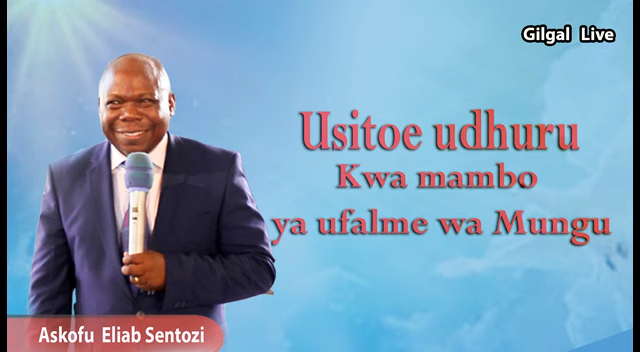 Gilgal Live
Usitoe udhuru
Kwa mambo
ya ufalme wa Mungu
Askofu Eliab Sentozi